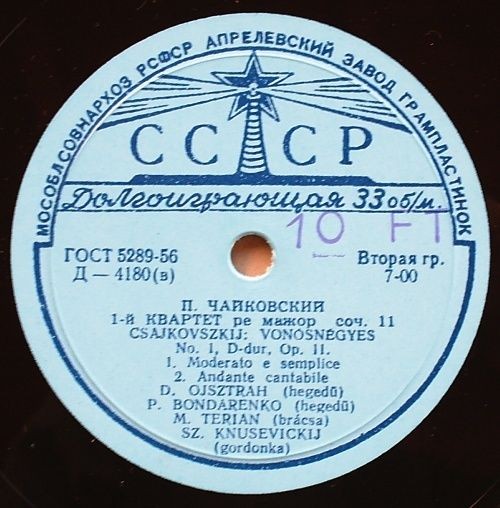 МОСОБЛСОВНАРХОЗ РСФСР АПРЕЛЕВСКИЙ ЗАВОД ГРАМПЛАСТИНОК
СССР
Долгоиграющая 33 об/м.
10 FT
ГОСТ 5289-56
Д — 4180(в)
Вторая гр.
7-00
П. ЧАЙКОВСКИЙ
1-й КВАРТЕТ ре мажор соч. 11
CSAJKOVSZKIJ: VONÓSNÉGYES
No. 1, D-dur, Op. 11.
1. Moderato e semplice
2. Andante cantabile
D. OJSZTRAH (hegedű)
P. BONDARENKO (hegedű)
M. TERIAN (brácsa)
SZ. KNUSEVICKIJ
(gordonka)